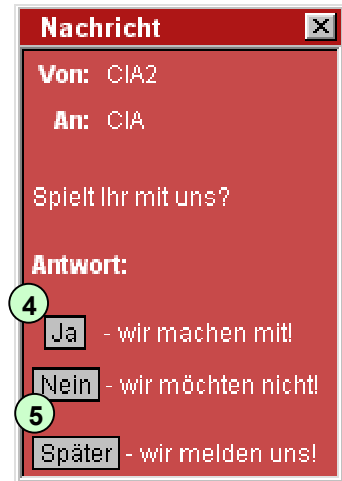 Nachricht
Von: CIA2
An: CIA
Spielt Ihr mit uns?
Antwort:
4
Ja - wir machen mit!
Nein - wir möchten nicht!
5
Später - wir melden uns!